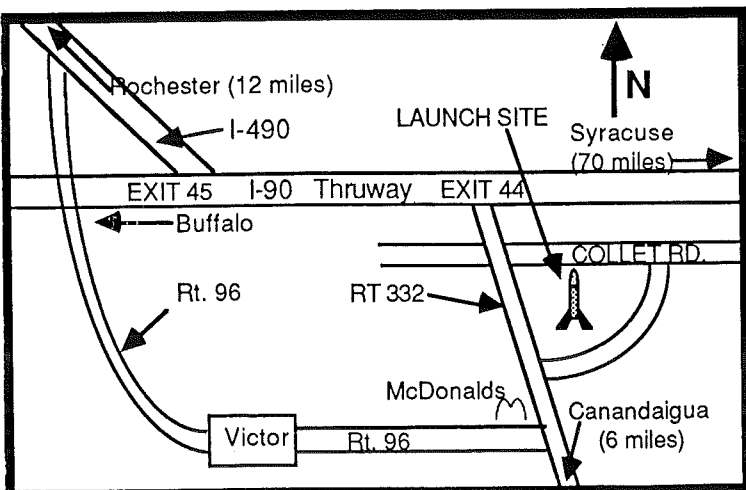 Rochester (12 miles)
N
I-490
LAUNCH SITE
Syracuse
(70 miles)
EXIT 45 I-90 Thruway EXIT 44
Buffalo
COLLET RD.
Rt. 96
RT 332
McDonalds
Canandaigua
(6 miles)
Victor
Rt. 96